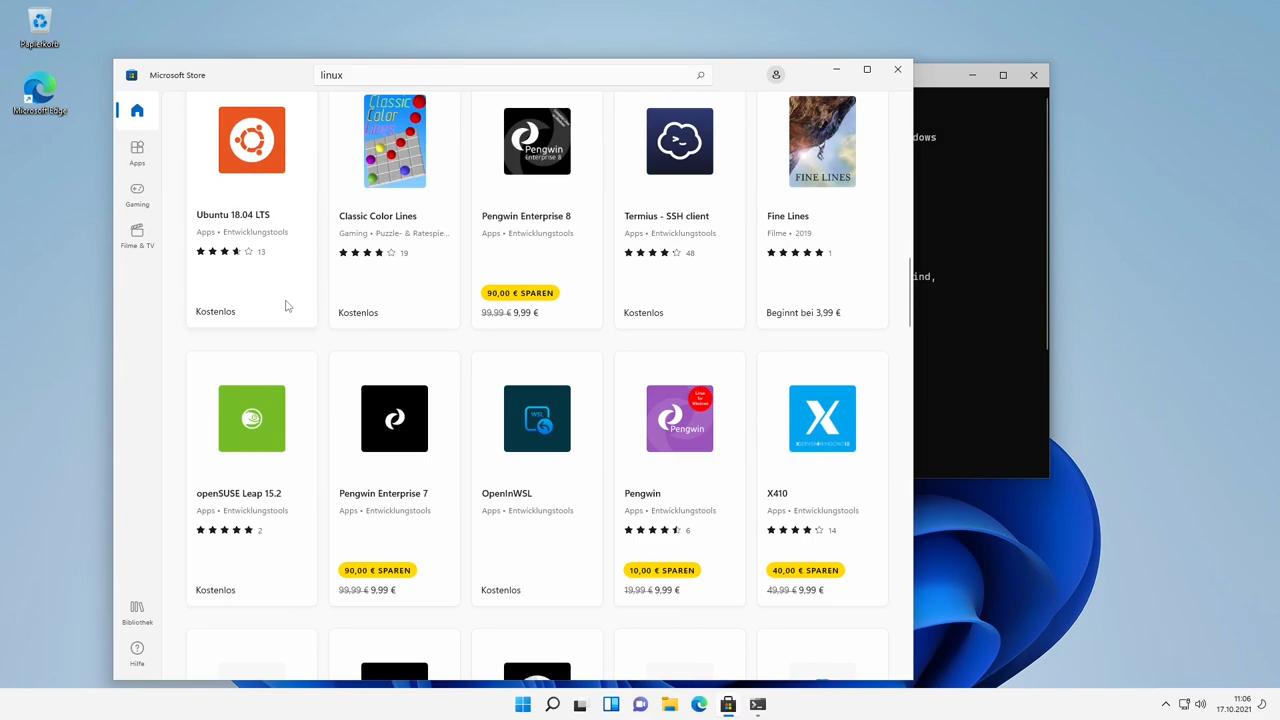 Papierkorb
Microsoft Edge
Microsoft Store
linux
Apps
Gaming
Filme & TV
Bibliothek
Hilfe
Classic
Color
Lines
Pengwin
Enterprise 8
FINE LINES
Ubuntu 18.04 LTS
Apps • Entwicklungstools
13
Kostenlos
Classic Color Lines
Gaming • Puzzle- & Ratespie...
19
Kostenlos
Pengwin Enterprise 8
Apps • Entwicklungstools
90,00 € SPAREN
99,99 € 9,99 €
Termius - SSH client
Apps • Entwicklungstools
48
Kostenlos
Fine Lines
Filme • 2019
1
Beginnt bei 3,99 €
openSUSE Leap 15.2
Apps • Entwicklungstools
2
Kostenlos
Pengwin Enterprise 7
Apps • Entwicklungstools
90,00 € SPAREN
99,99 € 9,99 €
WSL
OpenInWSL
Apps • Entwicklungstools
Kostenlos
Linux
for
Windows
Pengwin
Pengwin
Apps • Entwicklungstools
6
10,00 € SPAREN
19,99 € 9,99 €
X
X410
Apps • Entwicklungstools
14
40,00 € SPAREN
49,99 € 9,99 €
dows
ind,
11:06
17.10.2021